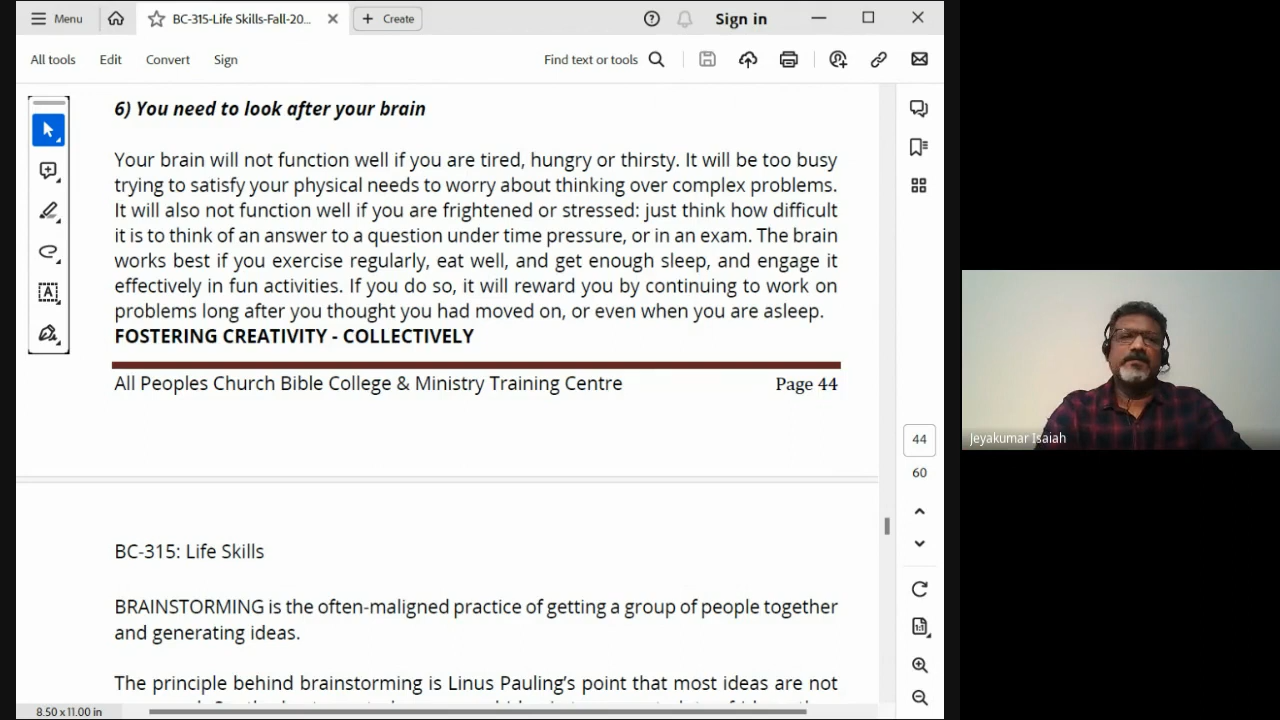 Menu
BC-315-Life Skills-Fall-20...
Create
Sign in
All tools
Edit
Convert
Sign
Find text or tools
6) You need to look after your brain
Your brain will not function well if you are tired, hungry or thirsty. It will be too busy
trying to satisfy your physical needs to worry about thinking over complex problems.
It will also not function well if you are frightened or stressed: just think how difficult
it is to think of an answer to a question under time pressure, or in an exam. The brain
works best if you exercise regularly, eat well, and get enough sleep, and engage it
effectively in fun activities. If you do so, it will reward you by continuing to work on
problems long after you thought you had moved on, or even when you are asleep.
FOSTERING CREATIVITY - COLLECTIVELY
All Peoples Church Bible College & Ministry Training Centre Page 44
44
60
BC-315: Life Skills
BRAINSTORMING is the often-maligned practice of getting a group of people together
and generating ideas.
The principle behind brainstorming is Linus Pauling's point that most ideas are not
8.50 x 11.00 in
Jeyakumar Isaiah